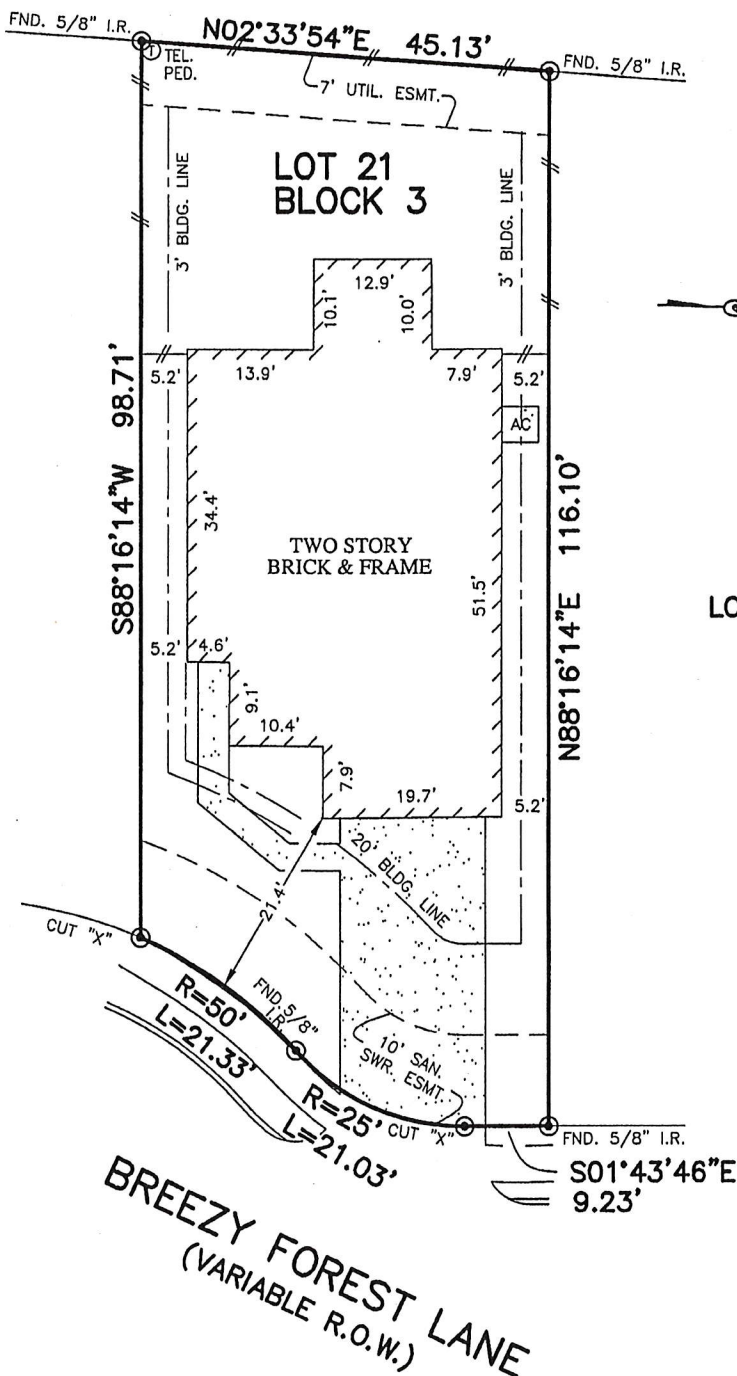 FND. 5/8" I.R.
N02°33'54"E 45.13'
FND. 5/8" I.R.
T
TEL.
PED.
7' UTIL. ESMT.
LOT 21
BLOCK 3
3' BLDG. LINE
3' BLDG. LINE
12.9'
10.1'
10.0'
5.2'
13.9'
7.9'
5.2'
AC
S88°16'14"W 98.71'
34.4'
TWO STORY
BRICK & FRAME
51.5'
N88°16'14"E 116.10'
LO
5.2'
4.6'
9.1'
10.4'
7.9'
19.7'
5.2'
20' BLDG. LINE
21.4'
CUT "X"
R=50'
L=21.33'
FND. 5/8"
I.R.
10' SAN.
SWR. ESMT.
R=25'
L=21.03'
CUT "X"
FND. 5/8" I.R.
S01°43'46"E
9.23'
BREEZY FOREST LANE
(VARIABLE R.O.W.)